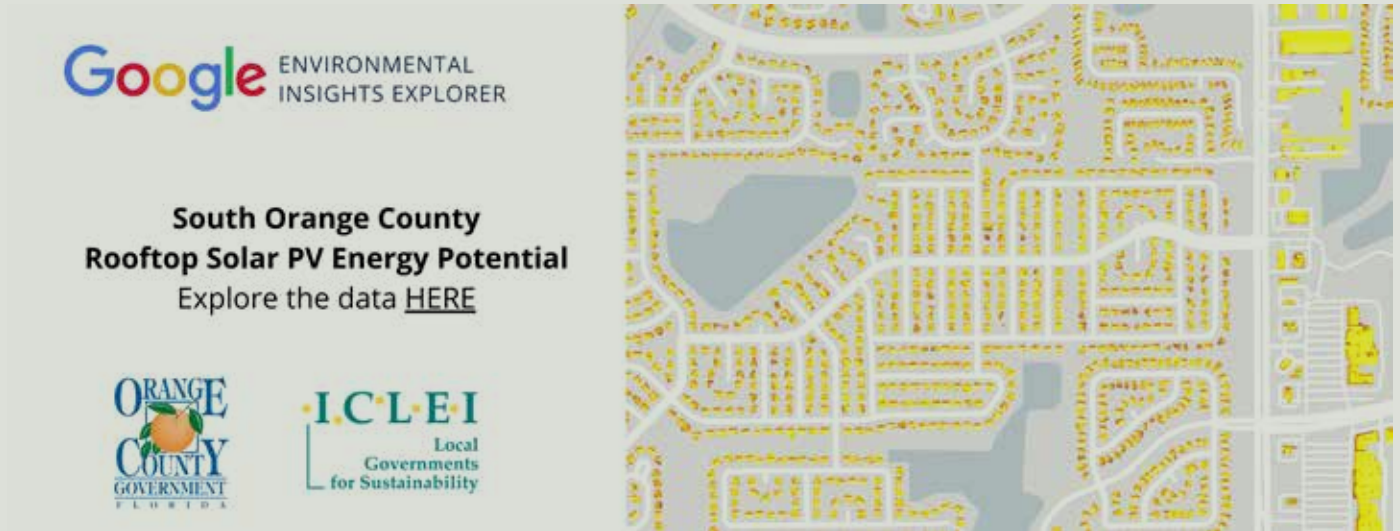 Google ENVIRONMENTAL
INSIGHTS EXPLORER
South Orange County
Rooftop Solar PV Energy Potential
Explore the data HERE
ORANGE
COUNTY
GOVERNMENT
FLORIDA
I.C.L.E.I
Local
Governments
for Sustainability